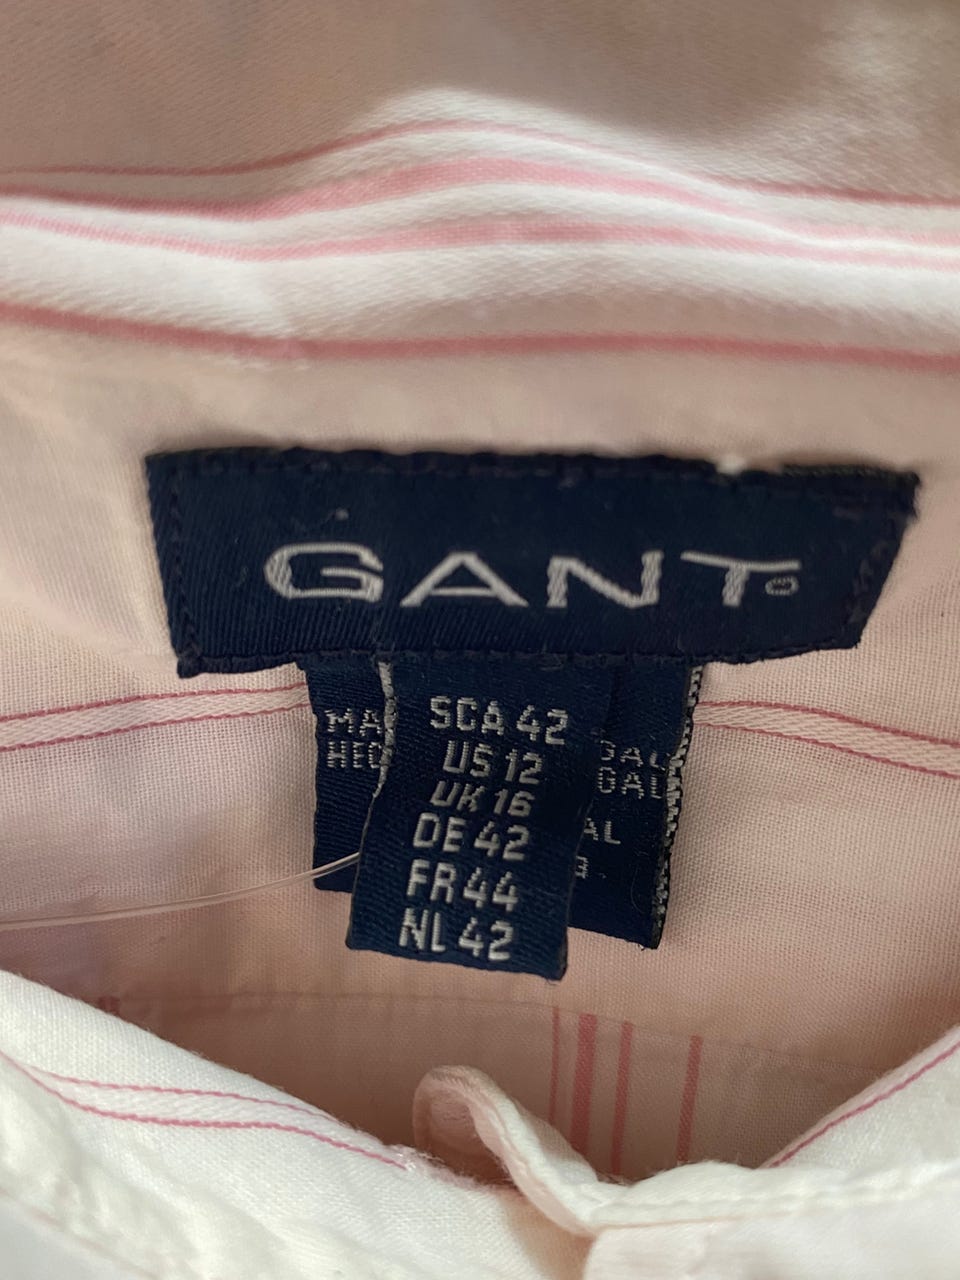 GANT
SCA 42
US 12
UK 16
DE 42
FR 44
NL 42